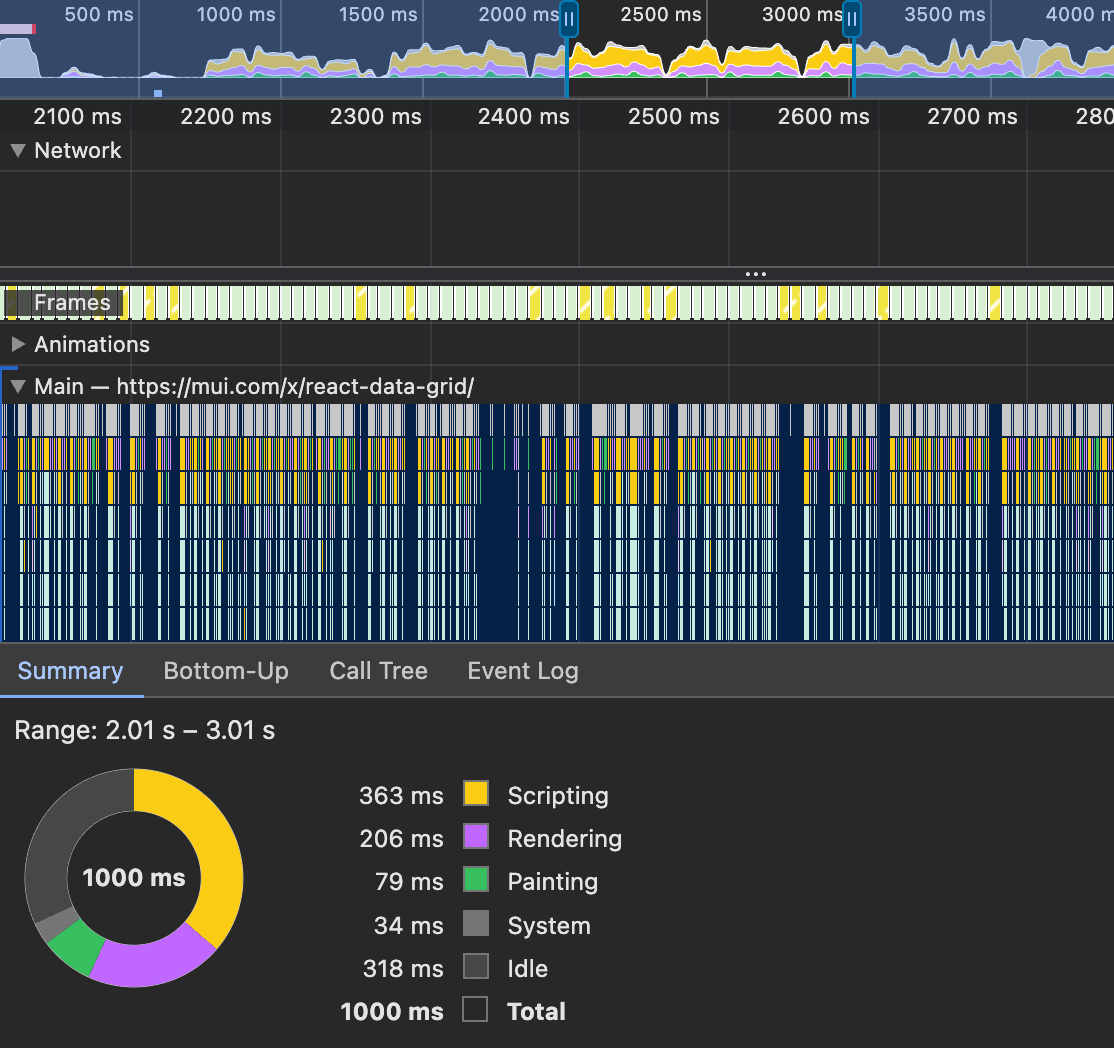 500 ms 1000 ms 1500 ms 2000 ms 2500 ms 3000 ms 3500 ms 4000 m
2100 ms 2200 ms 2300 ms 2400 ms 2500 ms 2600 ms 2700 ms 280
Network
Frames
Animations
Main — https://mui.com/x/react-data-grid/
Summary Bottom-Up Call Tree Event Log
Range: 2.01 s – 3.01 s
1000 ms
363 ms Scripting
206 ms Rendering
79 ms Painting
34 ms System
318 ms Idle
1000 ms Total